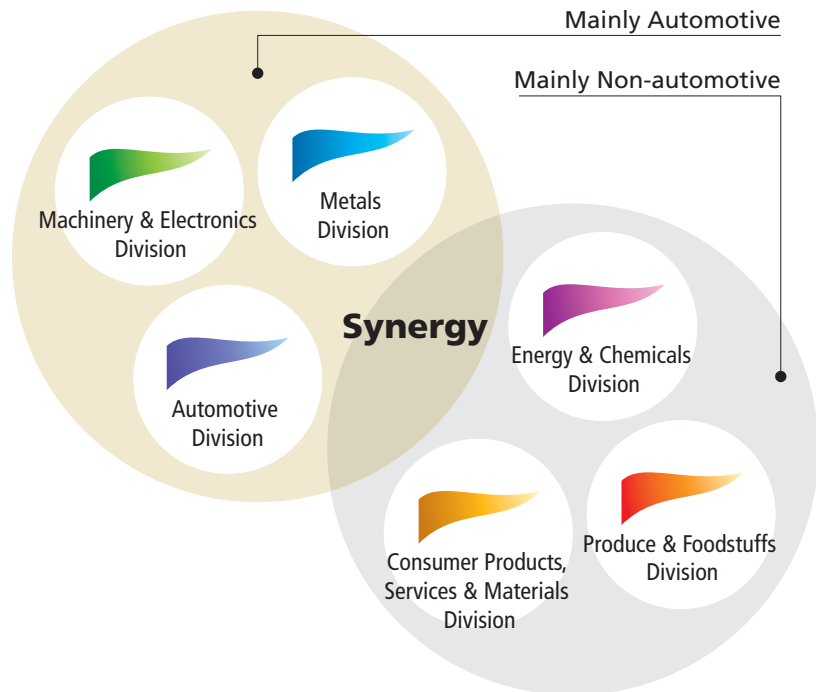 Mainly Automotive
Mainly Non-automotive
Machinery & Electronics
Division
Metals
Division
Synergy
Automotive
Division
Energy & Chemicals
Division
Consumer Products,
Services & Materials
Division
Produce & Foodstuffs
Division